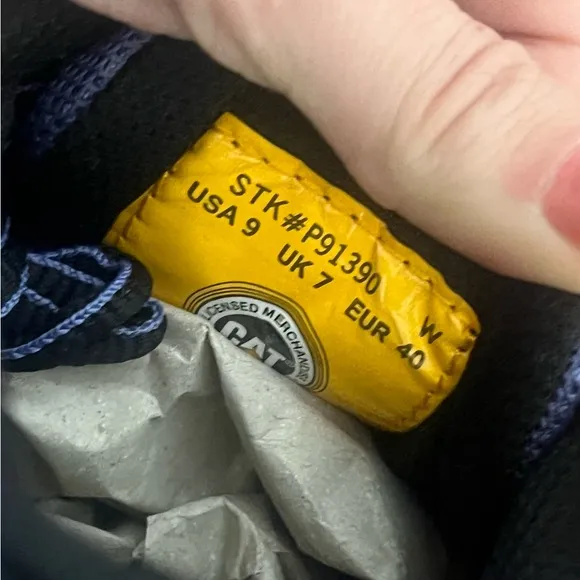 STK#P91390 W
USA 9 UK 7 EUR 40
LICENSED MERCHANDISE
CAT